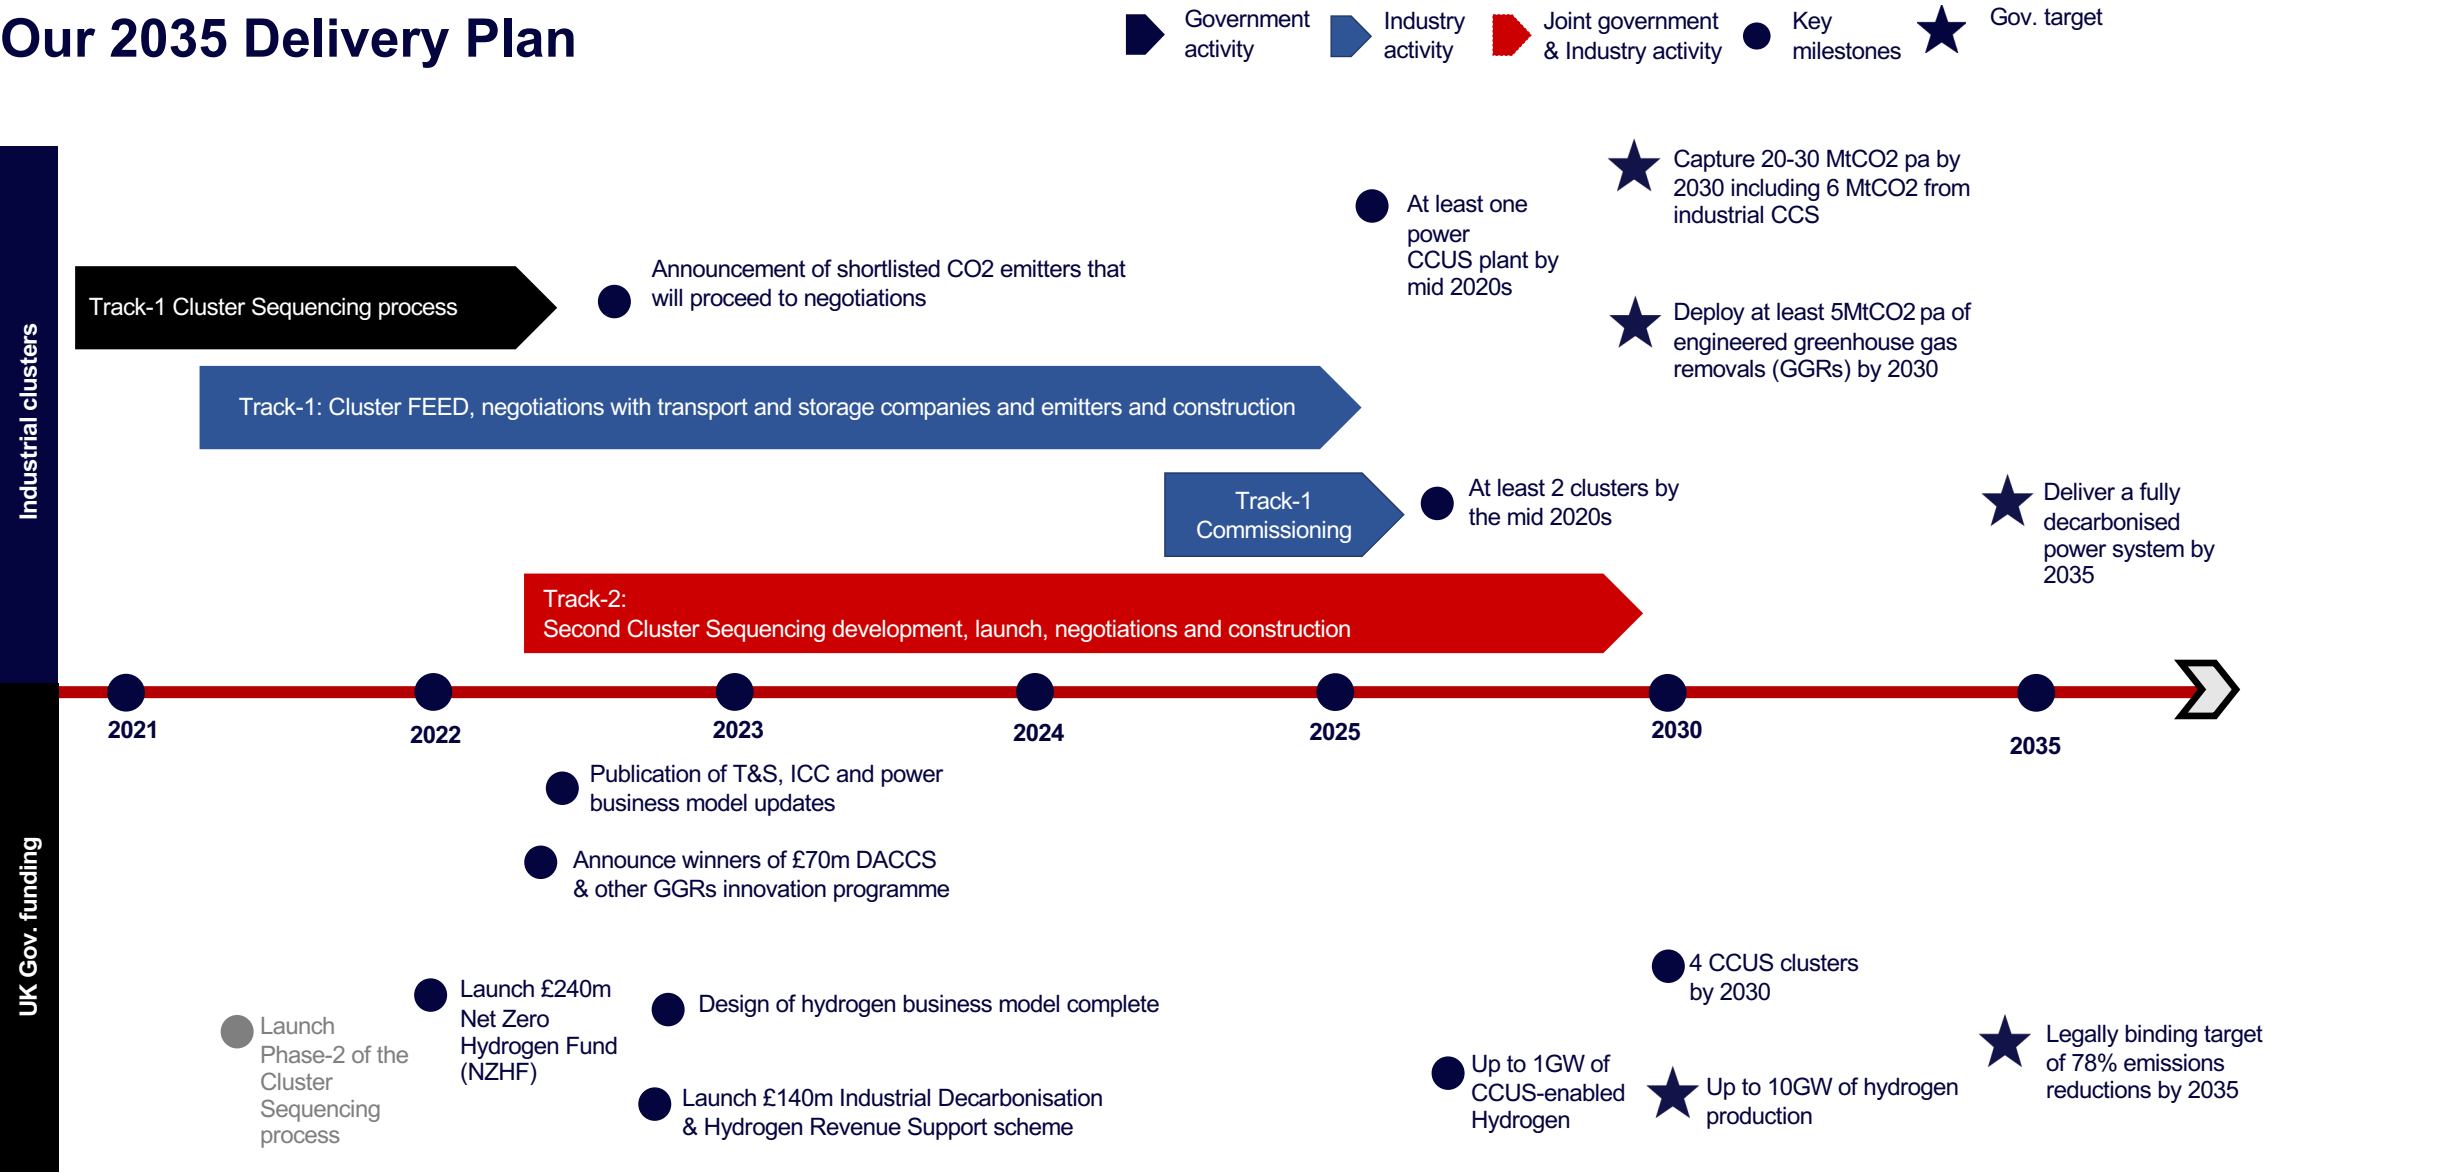 Our 2035 Delivery Plan
Government
activity
Industry
activity
Joint government
& Industry activity
Key
milestones
Gov. target
Industrial clusters
Capture 20-30 MtCO2 pa by
2030 including 6 MtCO2 from
industrial CCS
At least one
power
CCUS plant by
mid 2020s
Announcement of shortlisted CO2 emitters that
will proceed to negotiations
Track-1 Cluster Sequencing process
Deploy at least 5MtCO2 pa of
engineered greenhouse gas
removals (GGRs) by 2030
Track-1: Cluster FEED, negotiations with transport and storage companies and emitters and construction
Track-1
Commissioning
At least 2 clusters by
the mid 2020s
Deliver a fully
decarbonised
power system by
2035
Track-2:
Second Cluster Sequencing development, launch, negotiations and construction
2021
2022
2023
2024
2025
2030
2035
UK Gov. funding
Publication of T&S, ICC and power
business model updates
Announce winners of £70m DACCS
& other GGRs innovation programme
Launch
Phase-2 of the
Cluster
Sequencing
process
Launch £240m
Net Zero
Hydrogen Fund
(NZHF)
Design of hydrogen business model complete
Launch £140m Industrial Decarbonisation
& Hydrogen Revenue Support scheme
4 CCUS clusters
by 2030
Up to 1GW of
CCUS-enabled
Hydrogen
Up to 10GW of hydrogen
production
Legally binding target
of 78% emissions
reductions by 2035